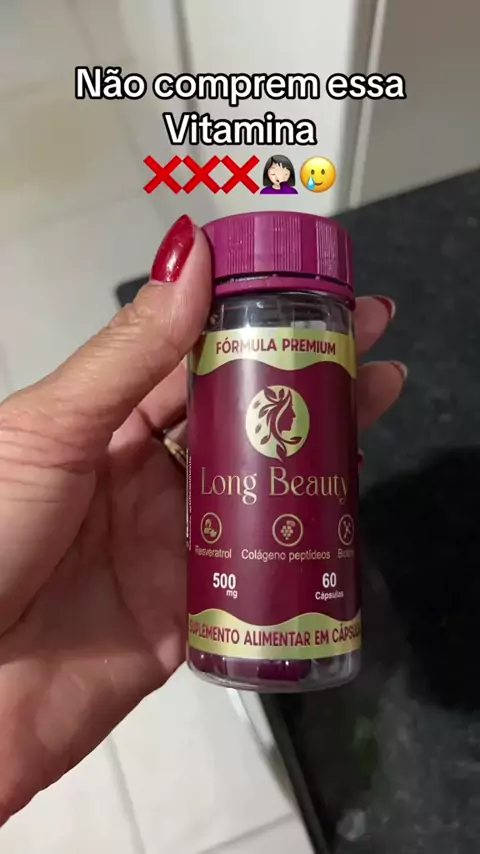 Não comprem essa
Vitamina
❌❌❌🤦🏻‍♀️🥲
FÓRMULA PREMIUM
Long Beauty
Resveratrol Colágeno peptídeos
500 60
mg Cápsulas
SUPLEMENTO ALIMENTAR EM CÁPSULA